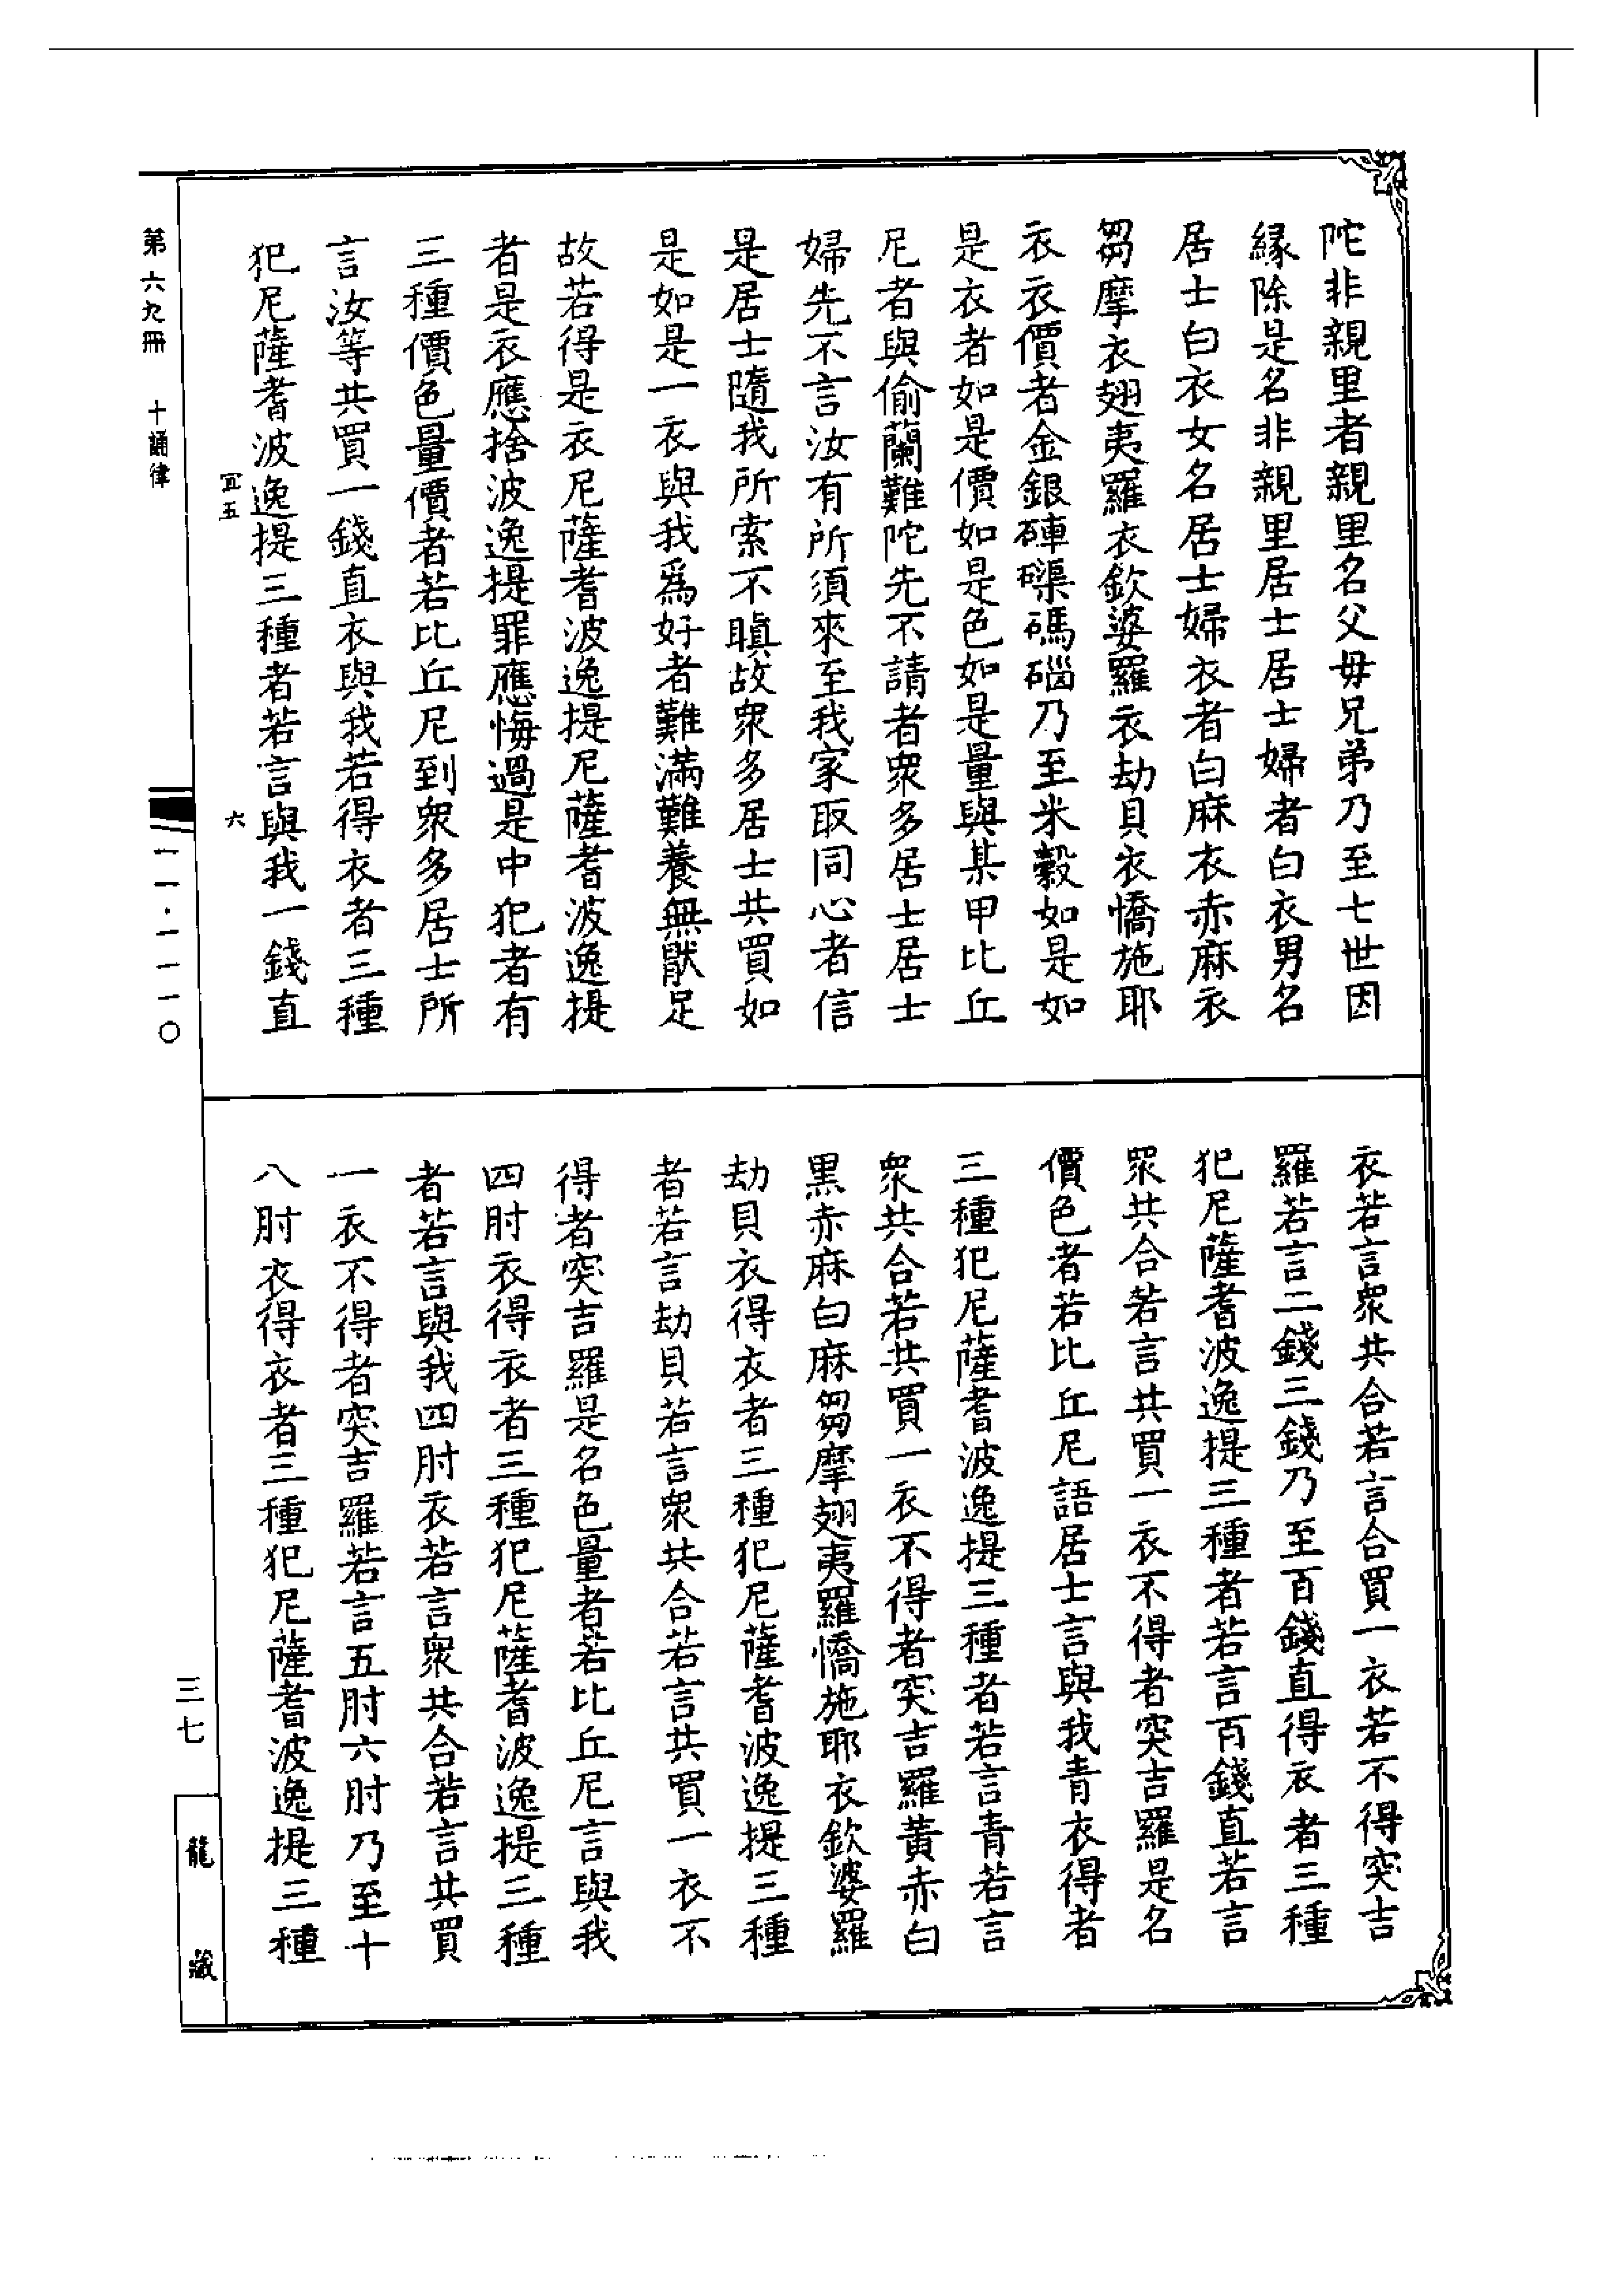 陀非親里者親里名父毋兄弟乃至七世因
緣除是名非親里居士居士婦者白衣男名
居士白衣女名居士婦衣者白麻衣赤麻衣
芻摩衣翅夷羅衣欽婆羅衣劫貝衣憍施耶
衣衣價者金銀硨磲碼碯乃至米穀如是如
是衣者如是價如是色如是量與某甲比丘
尼者與偷蘭難陀先不請者衆多居士居士
婦先不言汝有所須來至我家取同心者信
是居士隨我所索不瞋故衆多居士共買如
是如是一衣與我爲好者難滿難養無猒足
故若得是衣尼薩耆波逸提尼薩耆波逸提
者是衣應捨波逸提罪應悔過是中犯者有
三種價色量價者若比丘尼到衆多居士所
言汝等共買一錢直衣與我若得衣者三種
犯尼薩耆波逸提三種者若言與我一錢直
衣若言衆共合若言合買一衣若不得突吉
羅若言二錢三錢乃至百錢直得衣者三種
犯尼薩耆波逸提三種者若言百錢直若言
衆共合若言共買一衣不得者突吉羅是名
價色者若比丘尼語居士言與我青衣得者
三種犯尼薩耆波逸提三種者若言青若言
衆共合若共買一衣不得者突吉羅黃赤白
黑赤麻白麻芻摩翅夷羅憍施耶衣欽婆羅
劫貝衣得衣者三種犯尼薩耆波逸提三種
者若言劫貝若言衆共合若言共買一衣不
得者突吉羅是名色量者若比丘尼言與我
四肘衣得衣者三種犯尼薩耆波逸提三種
者若言與我四肘衣若言衆共合若言共買
一衣不得者突吉羅若言五肘六肘乃至十
八肘衣得衣者三種犯尼薩耆波逸提三種
冝五
六
第六九冊
十誦律
一一·一一一〇
三七
龍藏